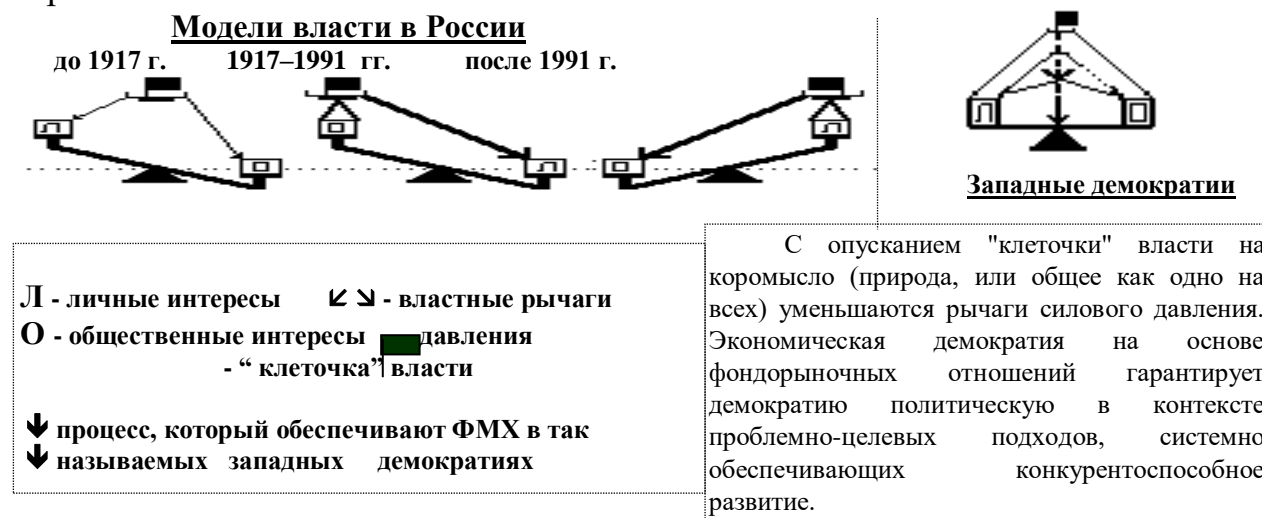 Модели власти в России
до 1917 г. 1917–1991 гг. после 1991 г.
Л О
О Л
О Л
Л О
Западные демократии
Л - личные интересы ↙ ↘ - властные рычаги
О - общественные интересы давления
- “ клеточка” власти
🡻 процесс, который обеспечивают ФМХ в так
🡻 называемых западных демократиях
С опусканием "клеточки" власти на
коромысло (природа, или общее как одно на
всех) уменьшаются рычаги силового давления.
Экономическая демократия на основе
фондорыночных отношений гарантирует
демократию политическую в контексте
проблемно-целевых подходов, системно
обеспечивающих конкурентоспособное
развитие.